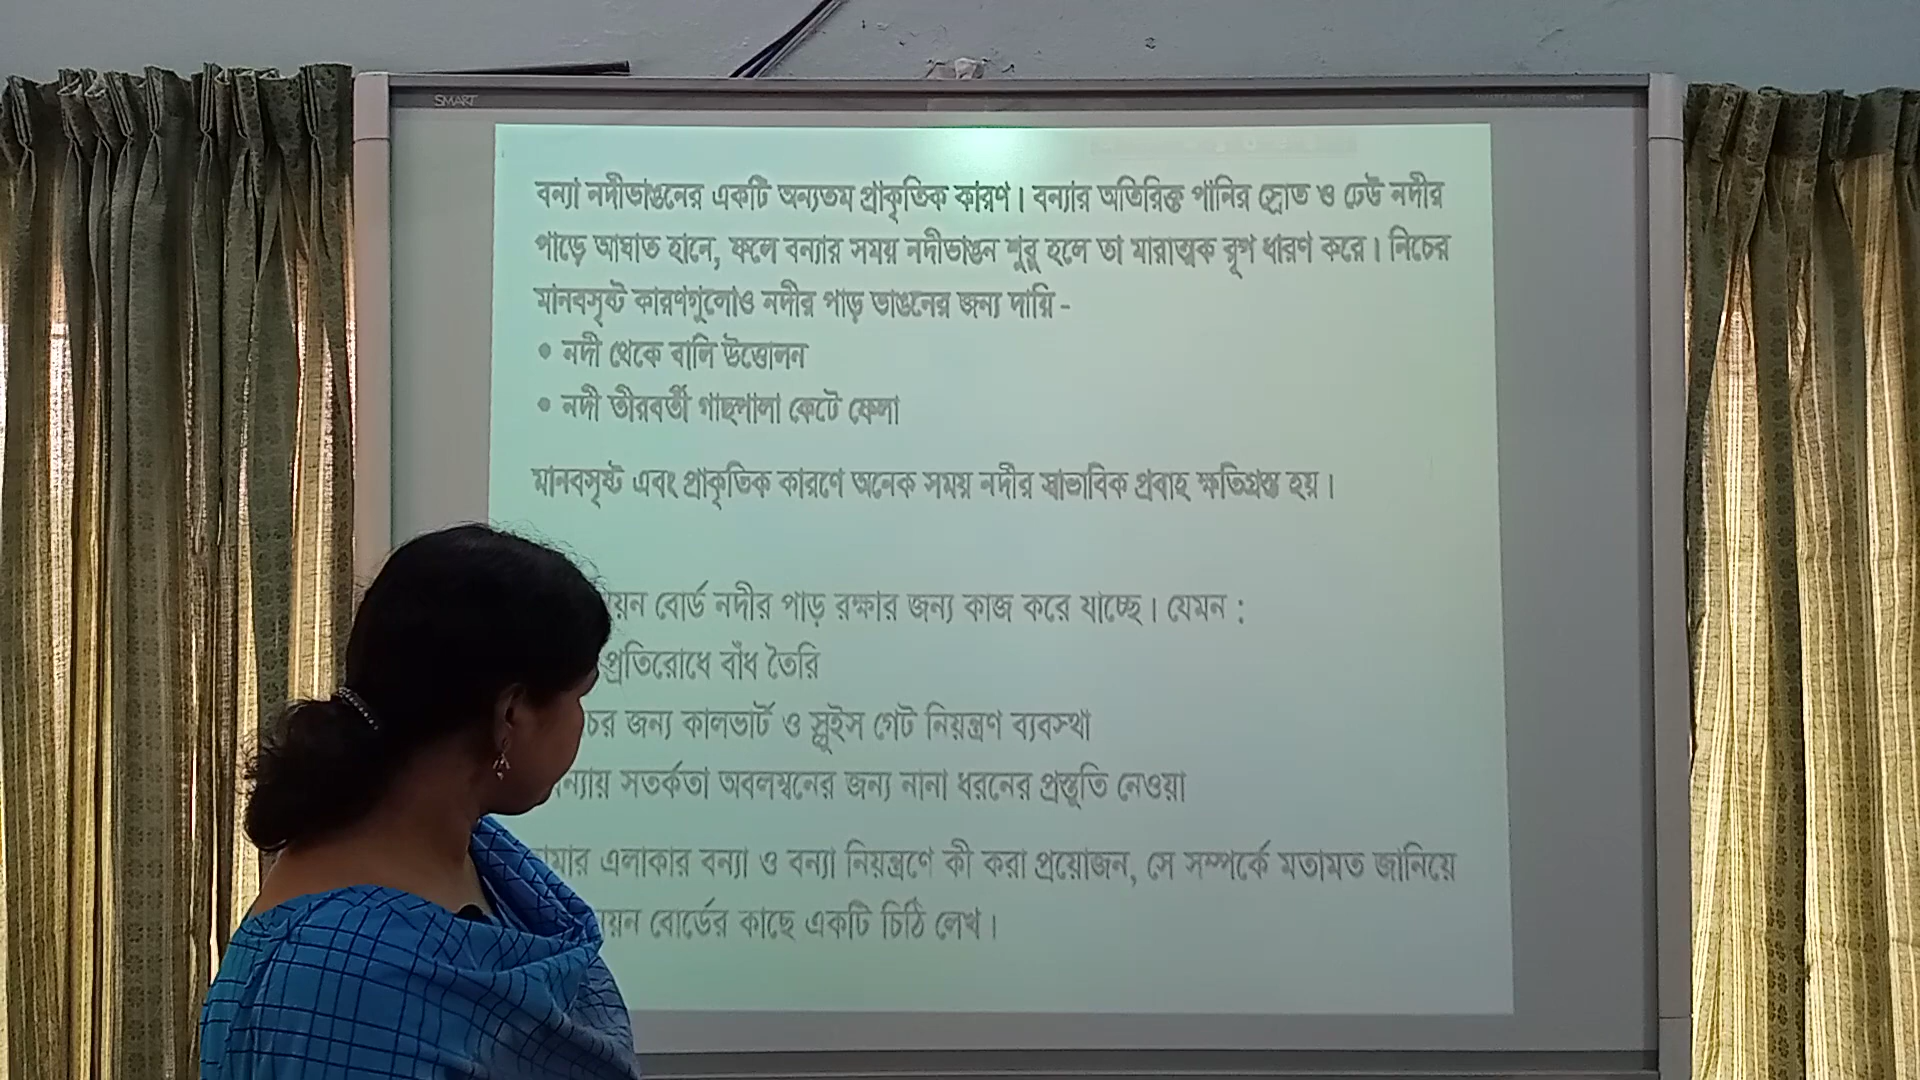 SMART
বন্যা নদীভাঙনের একটি অন্যতম প্রাকৃতিক কারণ। বন্যার অতিরিক্ত পানির স্রোত ও ঢেউ নদীর
পাড়ে আঘাত হানে, ফলে বন্যার সময় নদীভাঙন শুরু হলে তা মারাত্মক রূপ ধারণ করে। নিচের
মানবসৃষ্ট কারণগুলোও নদীর পাড় ভাঙনের জন্য দায়ি -
• নদী থেকে বালি উত্তোলন
• নদী তীরবর্তী গাছপালা কেটে ফেলা
মানবসৃষ্ট এবং প্রাকৃতিক কারণে অনেক সময় নদীর স্বাভাবিক প্রবাহ ক্ষতিগ্রস্ত হয়।
বোর্ড নদীর পাড় রক্ষার জন্য কাজ করে যাচ্ছে। যেমন :
প্রতিরোধে বাঁধ তৈরি
জন্য কালভার্ট ও স্লুইস গেট নিয়ন্ত্রণ ব্যবস্থা
সতর্কতা অবলম্বনের জন্য নানা ধরনের প্রস্তুতি নেওয়া
এলাকার বন্যা ও বন্যা নিয়ন্ত্রণে কী করা প্রয়োজন, সে সম্পর্কে মতামত জানিয়ে
বোর্ডের কাছে একটি চিঠি লেখ।